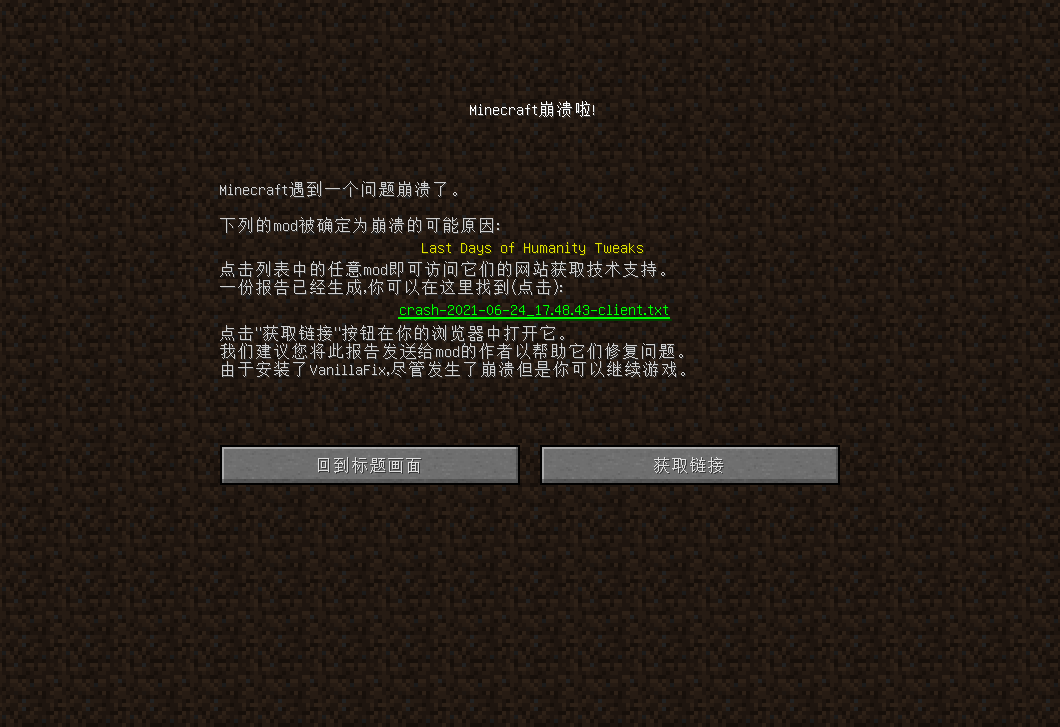 Minecraft崩溃啦!
Minecraft遇到一个问题崩溃了。
下列的mod被确定为崩溃的可能原因:
Last Days of Humanity Tweaks
点击列表中的任意mod即可访问它们的网站获取技术支持。
一份报告已经生成,你可以在这里找到(点击):
crash-2021-06-24_17.48.43-client.txt
点击"获取链接"按钮在你的浏览器中打开它。
我们建议您将此报告发送给mod的作者以帮助它们修复问题。
由于安装了VanillaFix,尽管发生了崩溃但是你可以继续游戏。
回到标题画面
获取链接